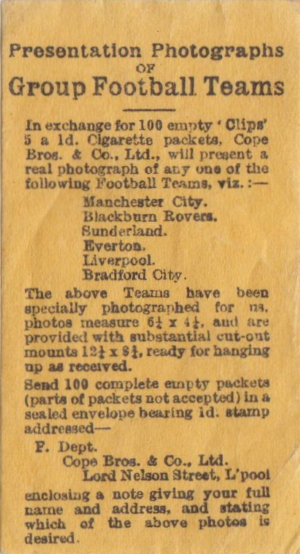 Presentation Photographs
OF
Group Football Teams
In exchange for 100 empty 'Clips'
5 a 1d. Cigarette packets, Cope
Bros. & Co., Ltd., will present a
real photograph of any one of the
following Football Teams, viz.:—
Manchester City.
Blackburn Rovers.
Sunderland.
Everton.
Liverpool.
Bradford City.
The above Teams have been
specially photographed for us,
photos measure 6¼ x 4¼, and are
provided with substantial cut-out
mounts 12¼ x 8¼, ready for hanging
up as received.
Send 100 complete empty packets
(parts of packets not accepted) in a
sealed envelope bearing 1d. stamp
addressed—
F. Dept.
Cope Bros. & Co., Ltd.
Lord Nelson Street, L'pool
enclosing a note giving your full
name and address, and stating
which of the above photos is
desired.